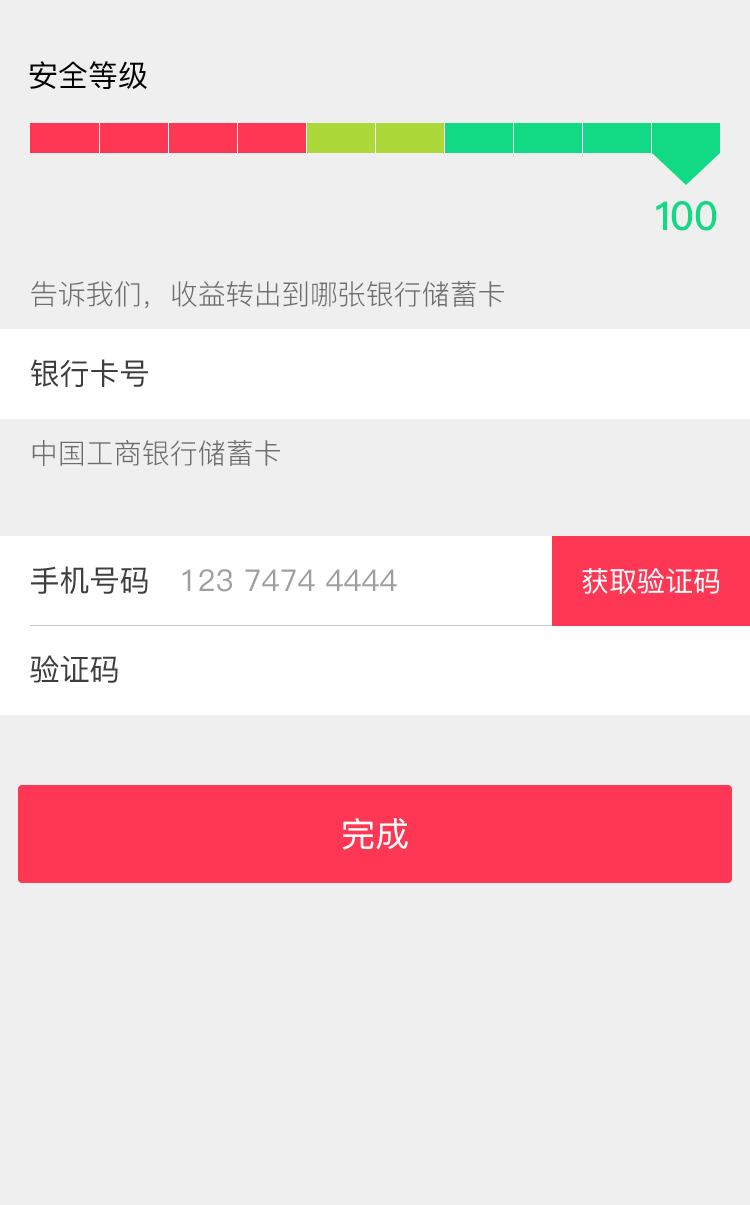 安全等级
100
告诉我们，收益转出到哪张银行储蓄卡
银行卡号
中国工商银行储蓄卡
手机号码 123 7474 4444 获取验证码
验证码
完成